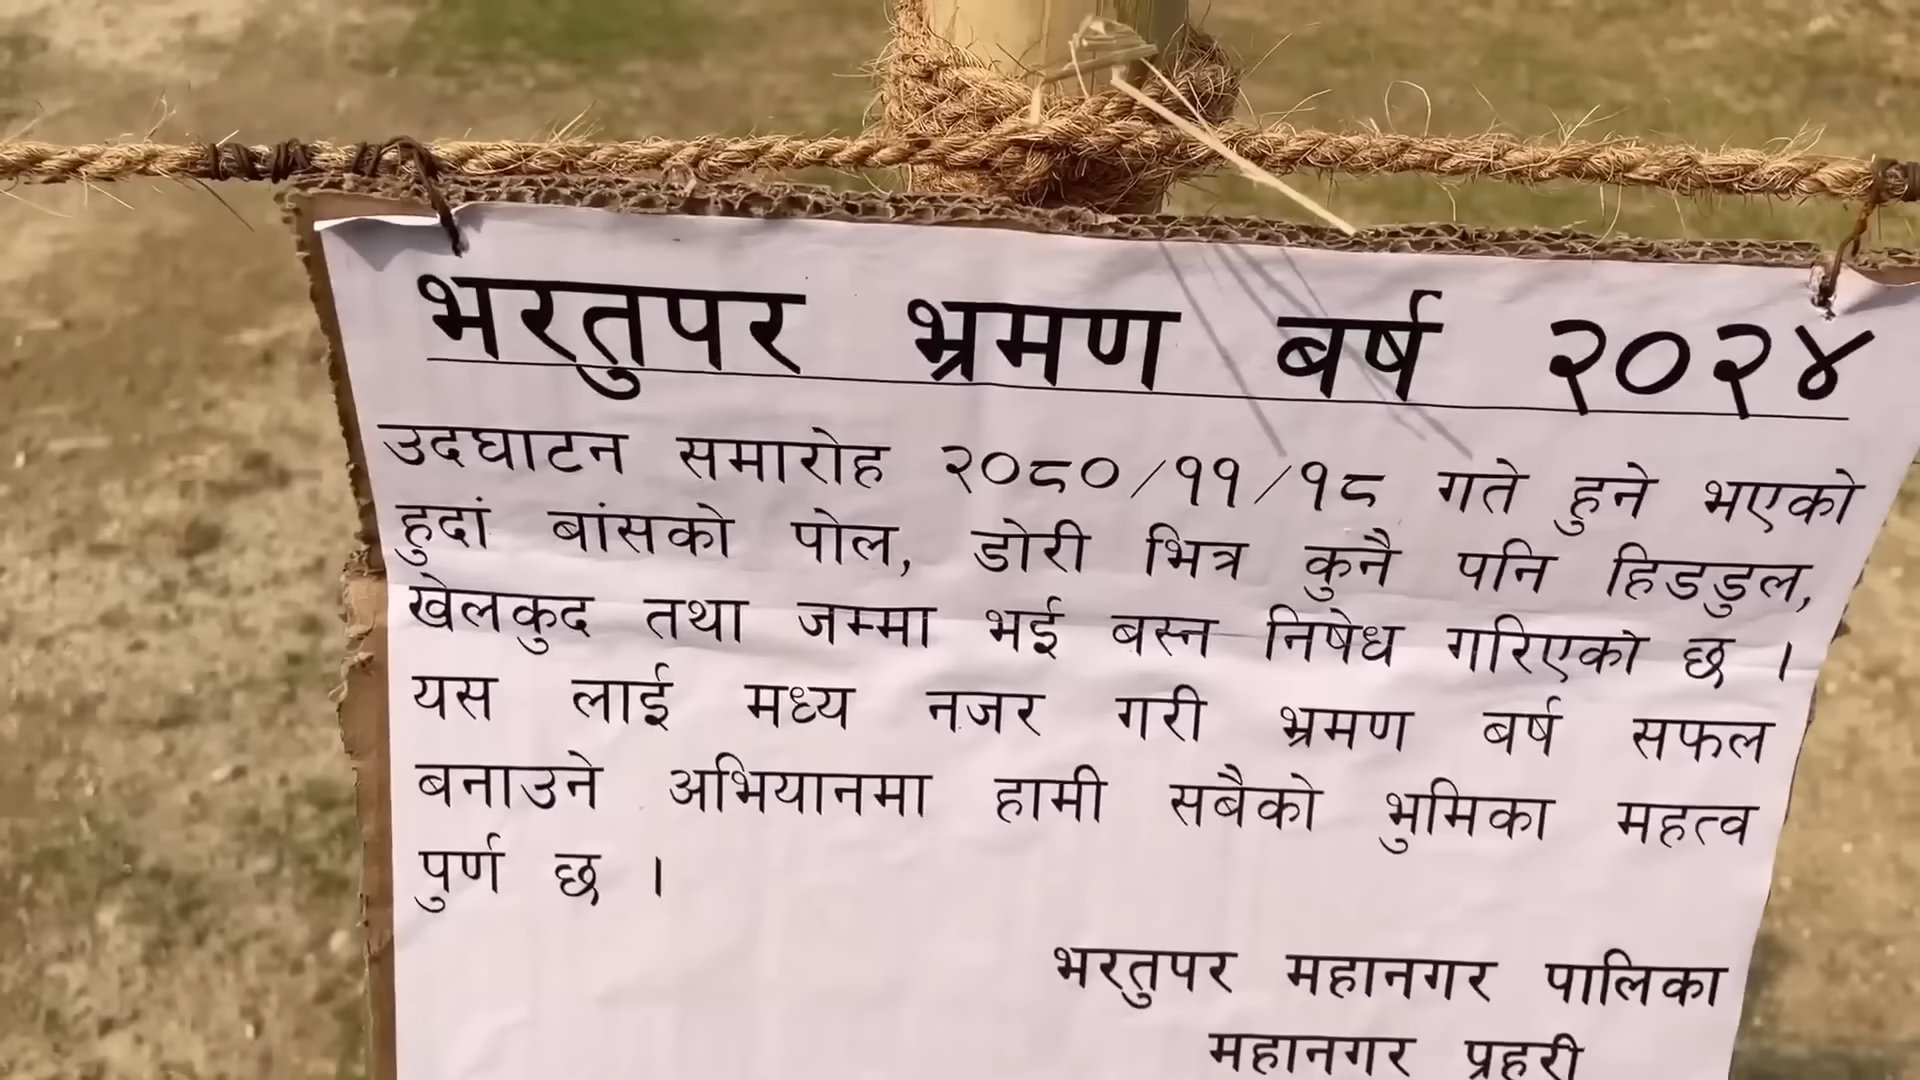 भरतुपर भ्रमण बर्ष २०२४
उदघाटन समारोह २०८०/११/१८ गते हुने भएको
हुदां बांसको पोल, डोरी भित्र कुनै पनि हिडडुल,
खेलकुद तथा जम्मा भई बस्न निषेध गरिएको छ ।
यस लाई मध्य नजर गरी भ्रमण बर्ष सफल
बनाउने अभियानमा हामी सबैको भुमिका महत्व
पुर्ण छ ।
भरतुपर महानगर पालिका
महानगर प्रहरी